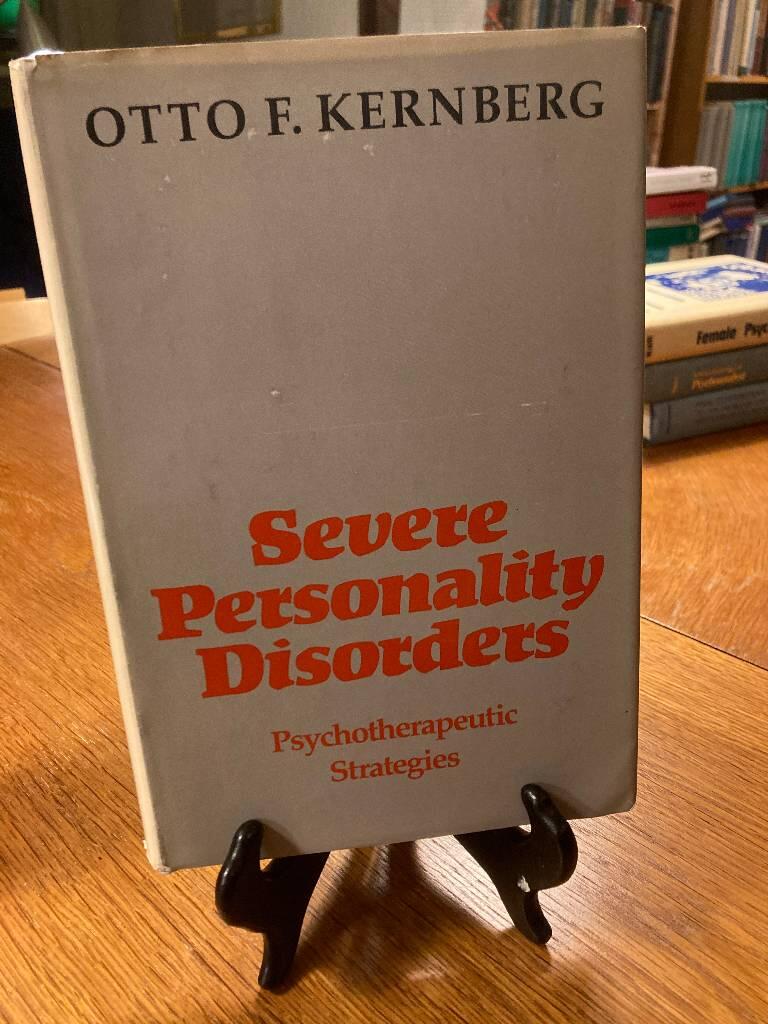 OTTO F. KERNBERG
Severe
Personality
Disorders
Psychotherapeutic
Strategies
Female Psyc